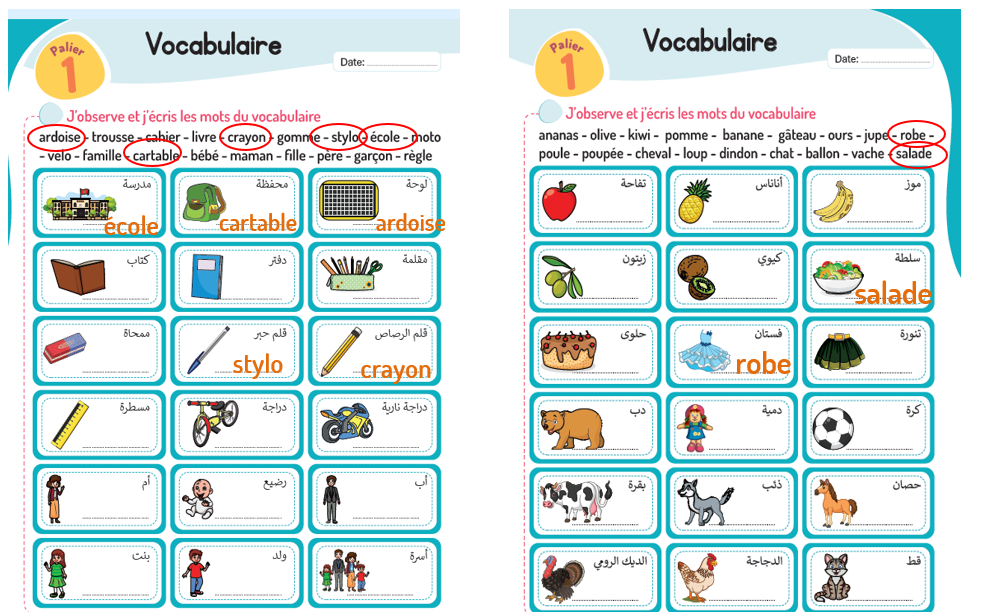 Palier
1
Vocabulaire
Date:
J'observe et j'écris les mots du vocabulaire
ardoise - trousse - cahier - livre - crayon - gomme - stylo - école - moto
- vélo - famille - cartable - bébé - maman - fille - père - garçon - règle
مدرسة
école
محفظة
cartable
لوحة
ardoise
كتاب
دفتر
مقلمة
ممحاة
قلم حبر
stylo
قلم الرصاص
crayon
مسطرة
دراجة
دراجة نارية
أم
رضيع
أب
بنت
ولد
أسرة
Palier
1
Vocabulaire
Date:
J'observe et j'écris les mots du vocabulaire
ananas - olive - kiwi - pomme - banane - gâteau - ours - jupe - robe -
poule - poupée - cheval - loup - dindon - chat - ballon - vache - salade
تفاحة
أناناس
موز
زيتون
كيوي
سلطة
salade
حلوى
فستان
robe
تنورة
دب
دمية
كرة
بقرة
ذئب
حصان
الديك الرومي
الدجاجة
قط